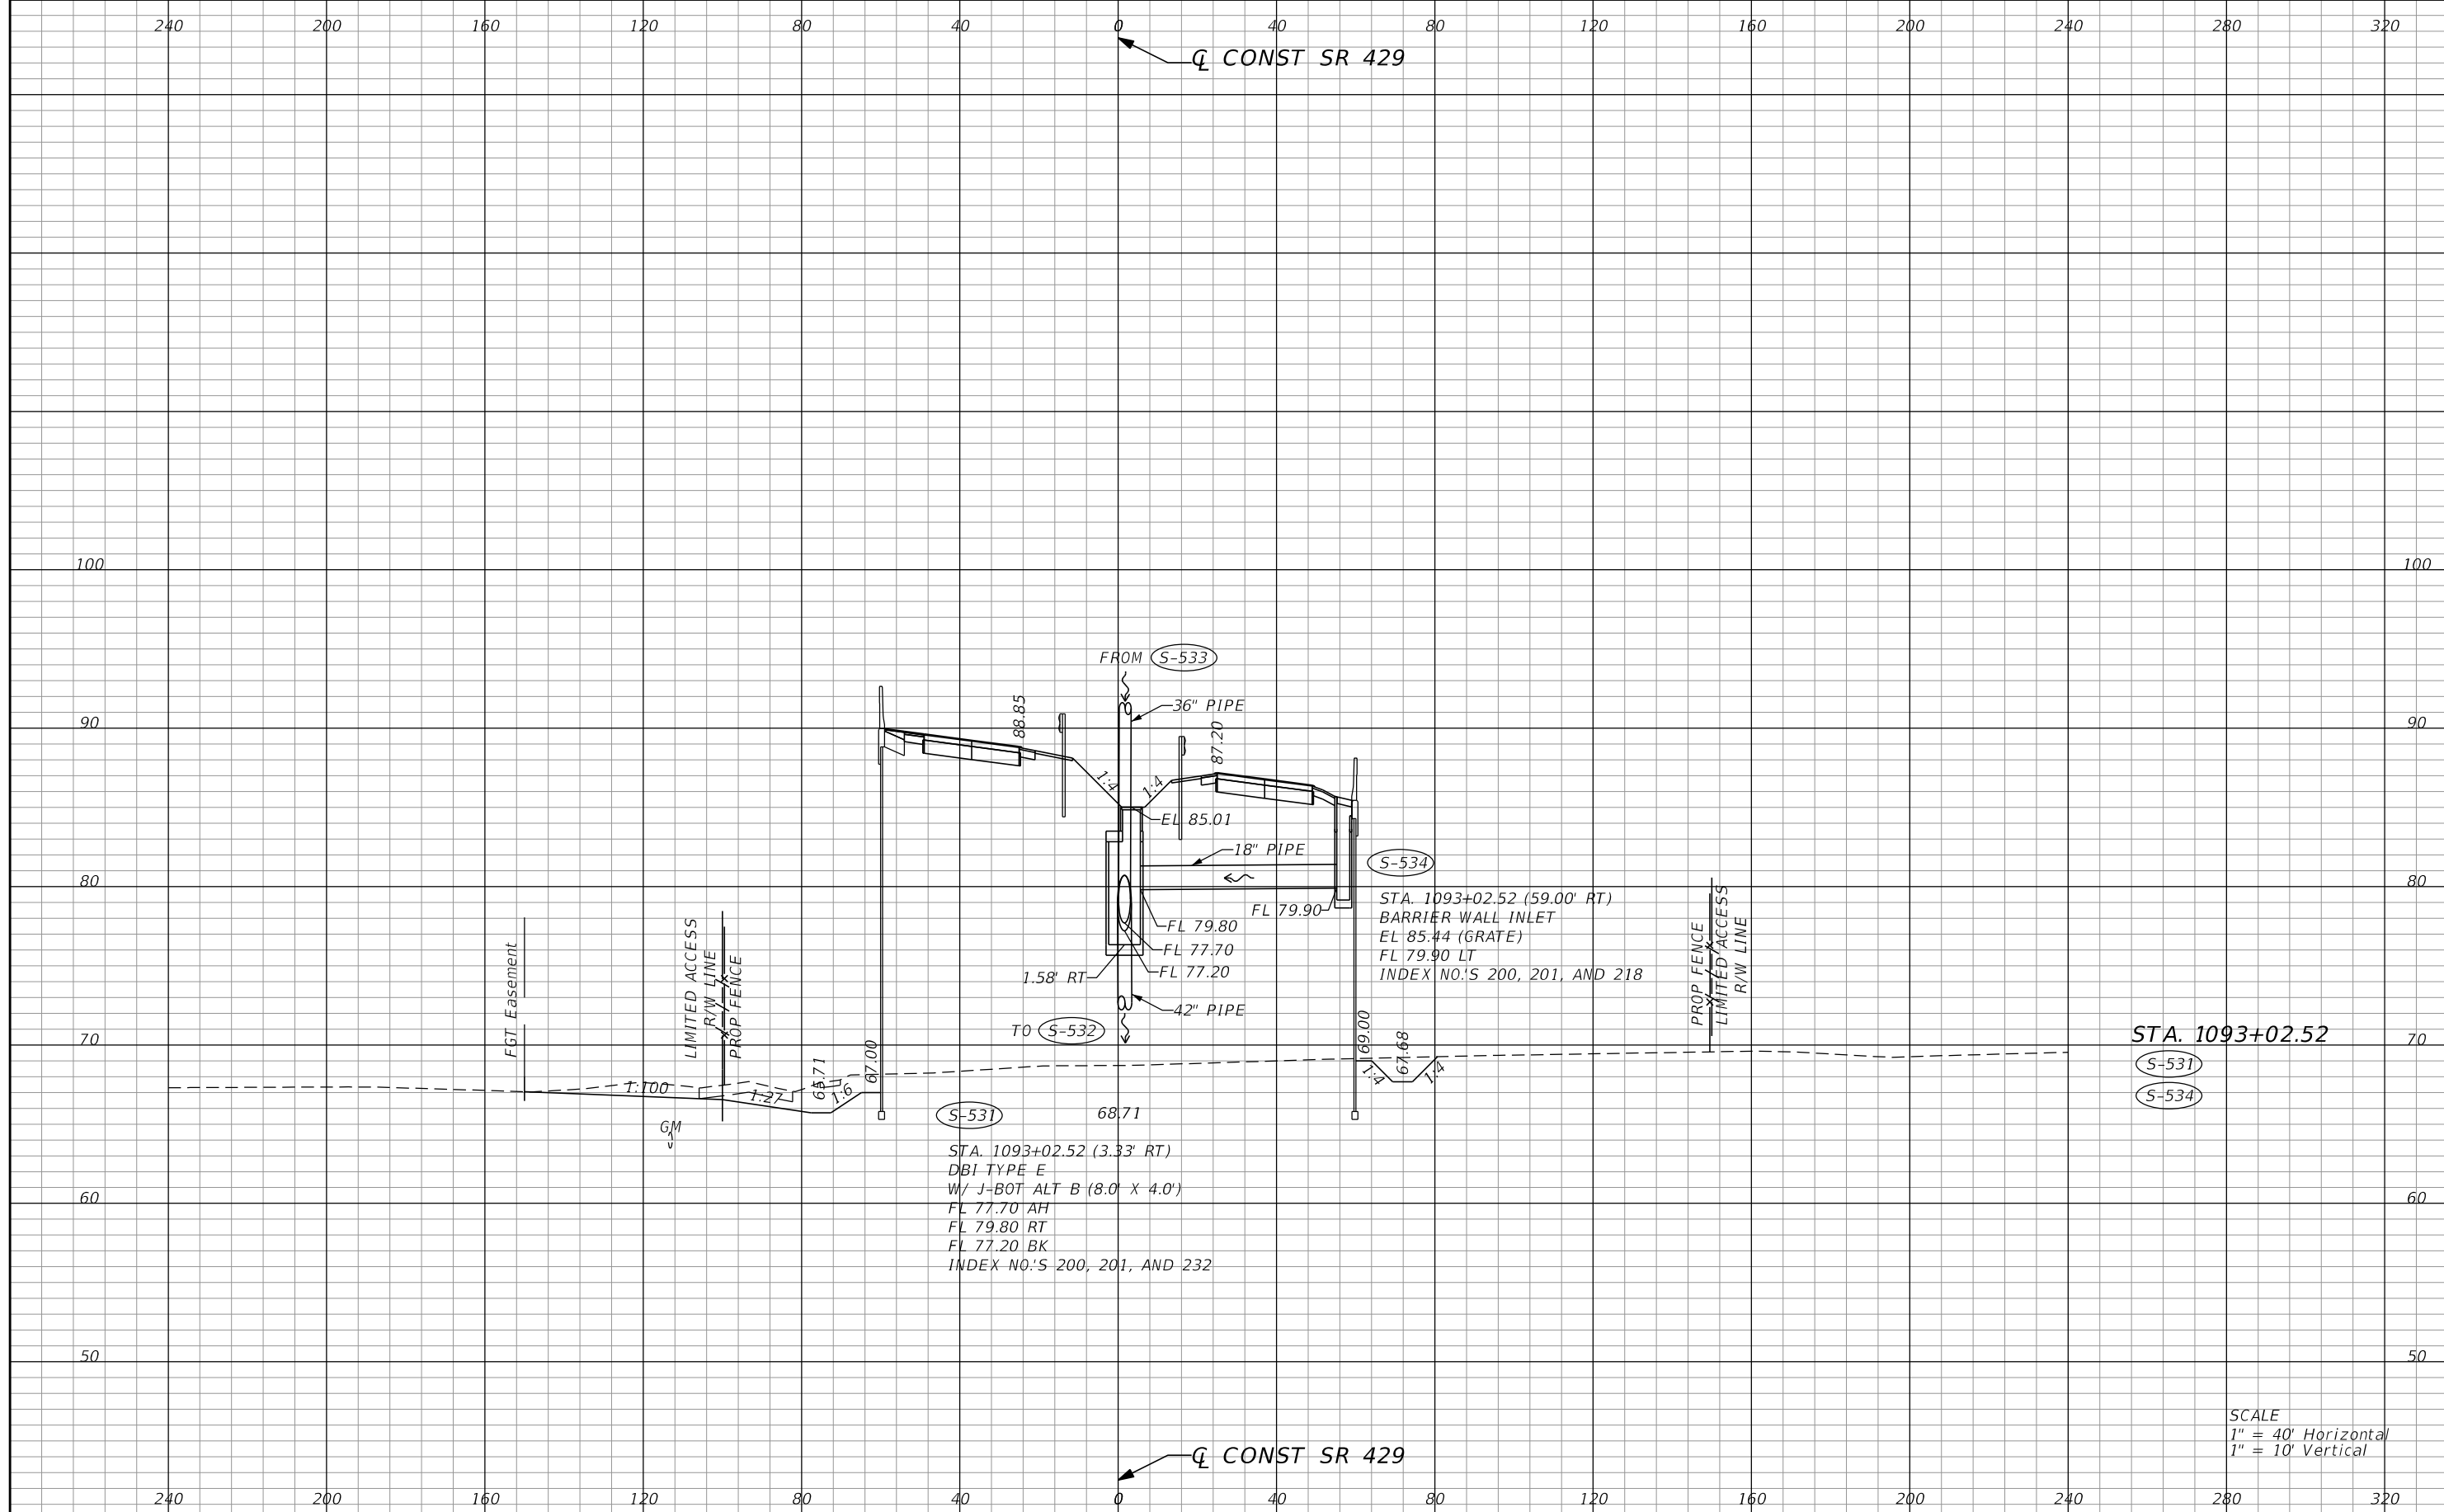 240 200 160 120 80 40 0 40 80 120 160 200 240 280 320
℄ CONST SR 429
100 100
FROM S-533
36" PIPE
88.85
87.20
90 90
1:4
1:4
EL 85.01
18" PIPE
S-534
80 80
STA. 1093+02.52 (59.00' RT)
BARRIER WALL INLET
EL 85.44 (GRATE)
FL 79.90 LT
INDEX NO.'S 200, 201, AND 218
FL 79.90
FL 79.80
FL 77.70
FL 77.20
1.58' RT
42" PIPE
TO S-532
FGT Easement
LIMITED ACCESS
R/W LINE
PROP FENCE
PROP FENCE
LIMITED ACCESS
R/W LINE
70 70
STA. 1093+02.52
S-531
S-534
1:100
1:27
65.71
1:6
67.00
69.00
1:4
67.68
1:4
GM
68.71
S-531
STA. 1093+02.52 (3.33' RT)
DBI TYPE E
W/ J-BOT ALT B (8.0' X 4.0')
FL 77.70 AH
FL 79.80 RT
FL 77.20 BK
INDEX NO.'S 200, 201, AND 232
60 60
50 50
SCALE
1" = 40' Horizontal
1" = 10' Vertical
℄ CONST SR 429
240 200 160 120 80 40 0 40 80 120 160 200 240 280 320